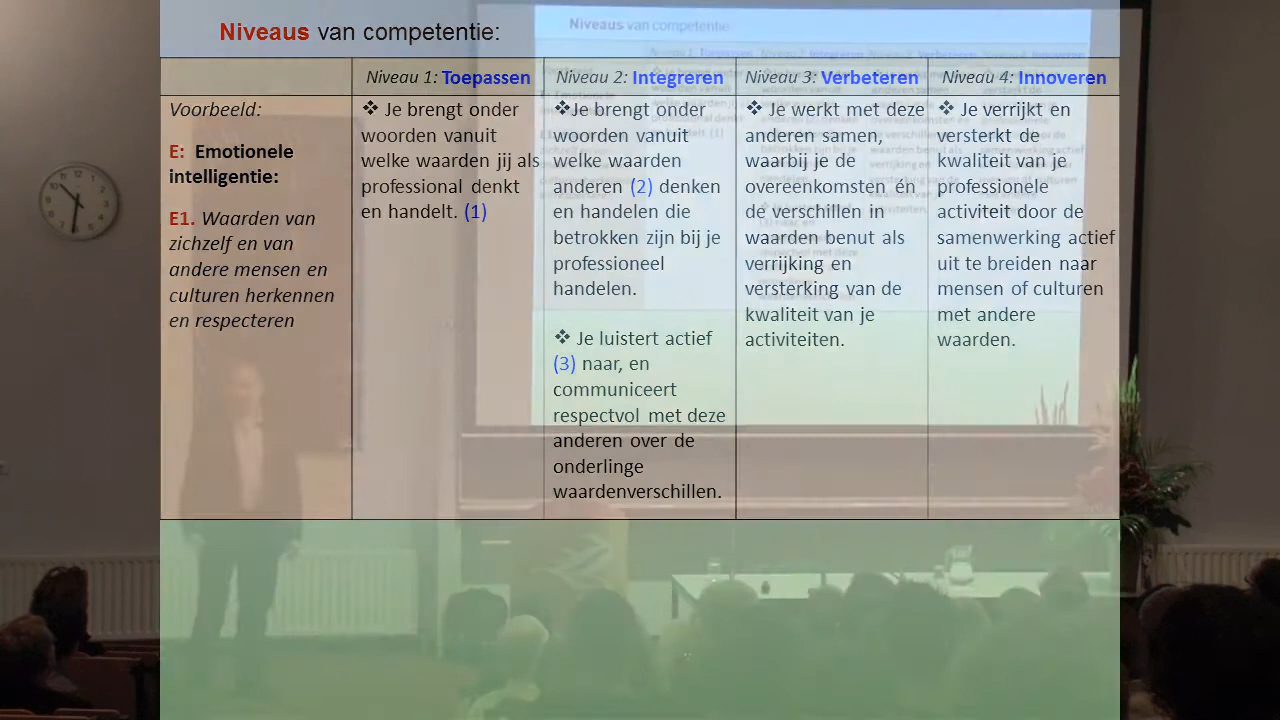 Niveaus van competentie:
Niveau 1: Toepassen
Niveau 2: Integreren
Niveau 3: Verbeteren
Niveau 4: Innoveren
Voorbeeld:
E: Emotionele
intelligentie:
E1. Waarden van
zichzelf en van
andere mensen en
culturen herkennen
en respecteren
❖ Je brengt onder
woorden vanuit
welke waarden jij als
professional denkt
en handelt. (1)
❖Je brengt onder
woorden vanuit
welke waarden
anderen (2) denken
en handelen die
betrokken zijn bij je
professioneel
handelen.
❖ Je luistert actief
(3) naar, en
communiceert
respectvol met deze
anderen over de
onderlinge
waardenverschillen.
❖ Je werkt met deze
anderen samen,
waarbij je de
overeenkomsten én
de verschillen in
waarden benut als
verrijking en
versterking van de
kwaliteit van je
activiteiten.
❖ Je verrijkt en
versterkt de
kwaliteit van je
professionele
activiteit door de
samenwerking actief
uit te breiden naar
mensen of culturen
met andere
waarden.
Niveaus van competentie: